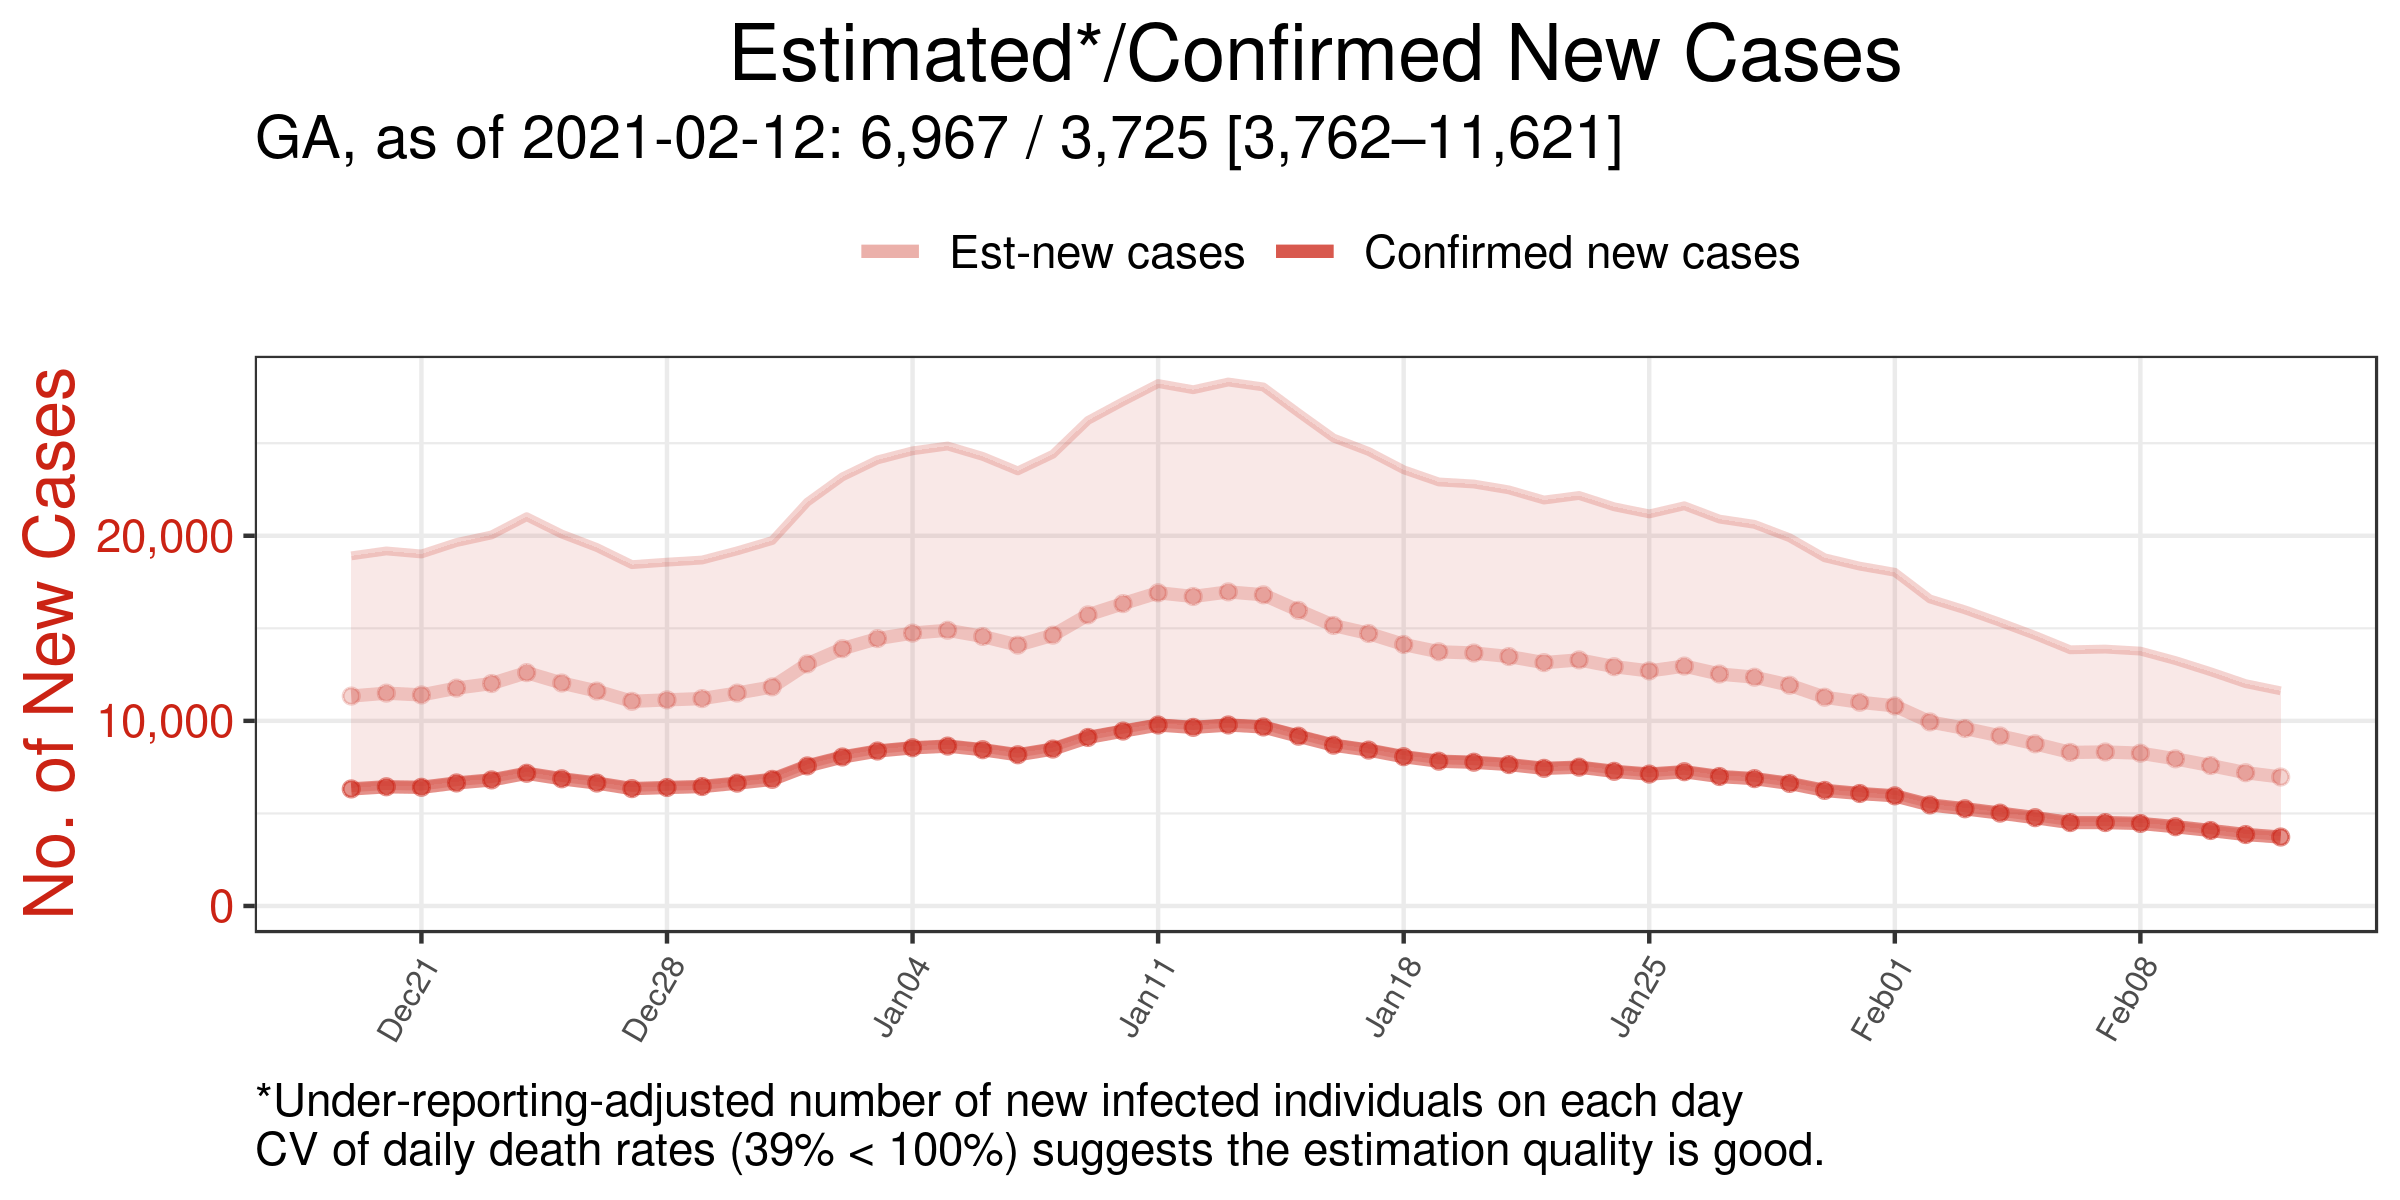 Estimated*/Confirmed New Cases
GA, as of 2021-02-12: 6,967 / 3,725 [3,762–11,621]
Est-new cases
Confirmed new cases
No. of New Cases
20,000
10,000
0
Dec21
Dec28
Jan04
Jan11
Jan18
Jan25
Feb01
Feb08
*Under-reporting-adjusted number of new infected individuals on each day
CV of daily death rates (39% < 100%) suggests the estimation quality is good.